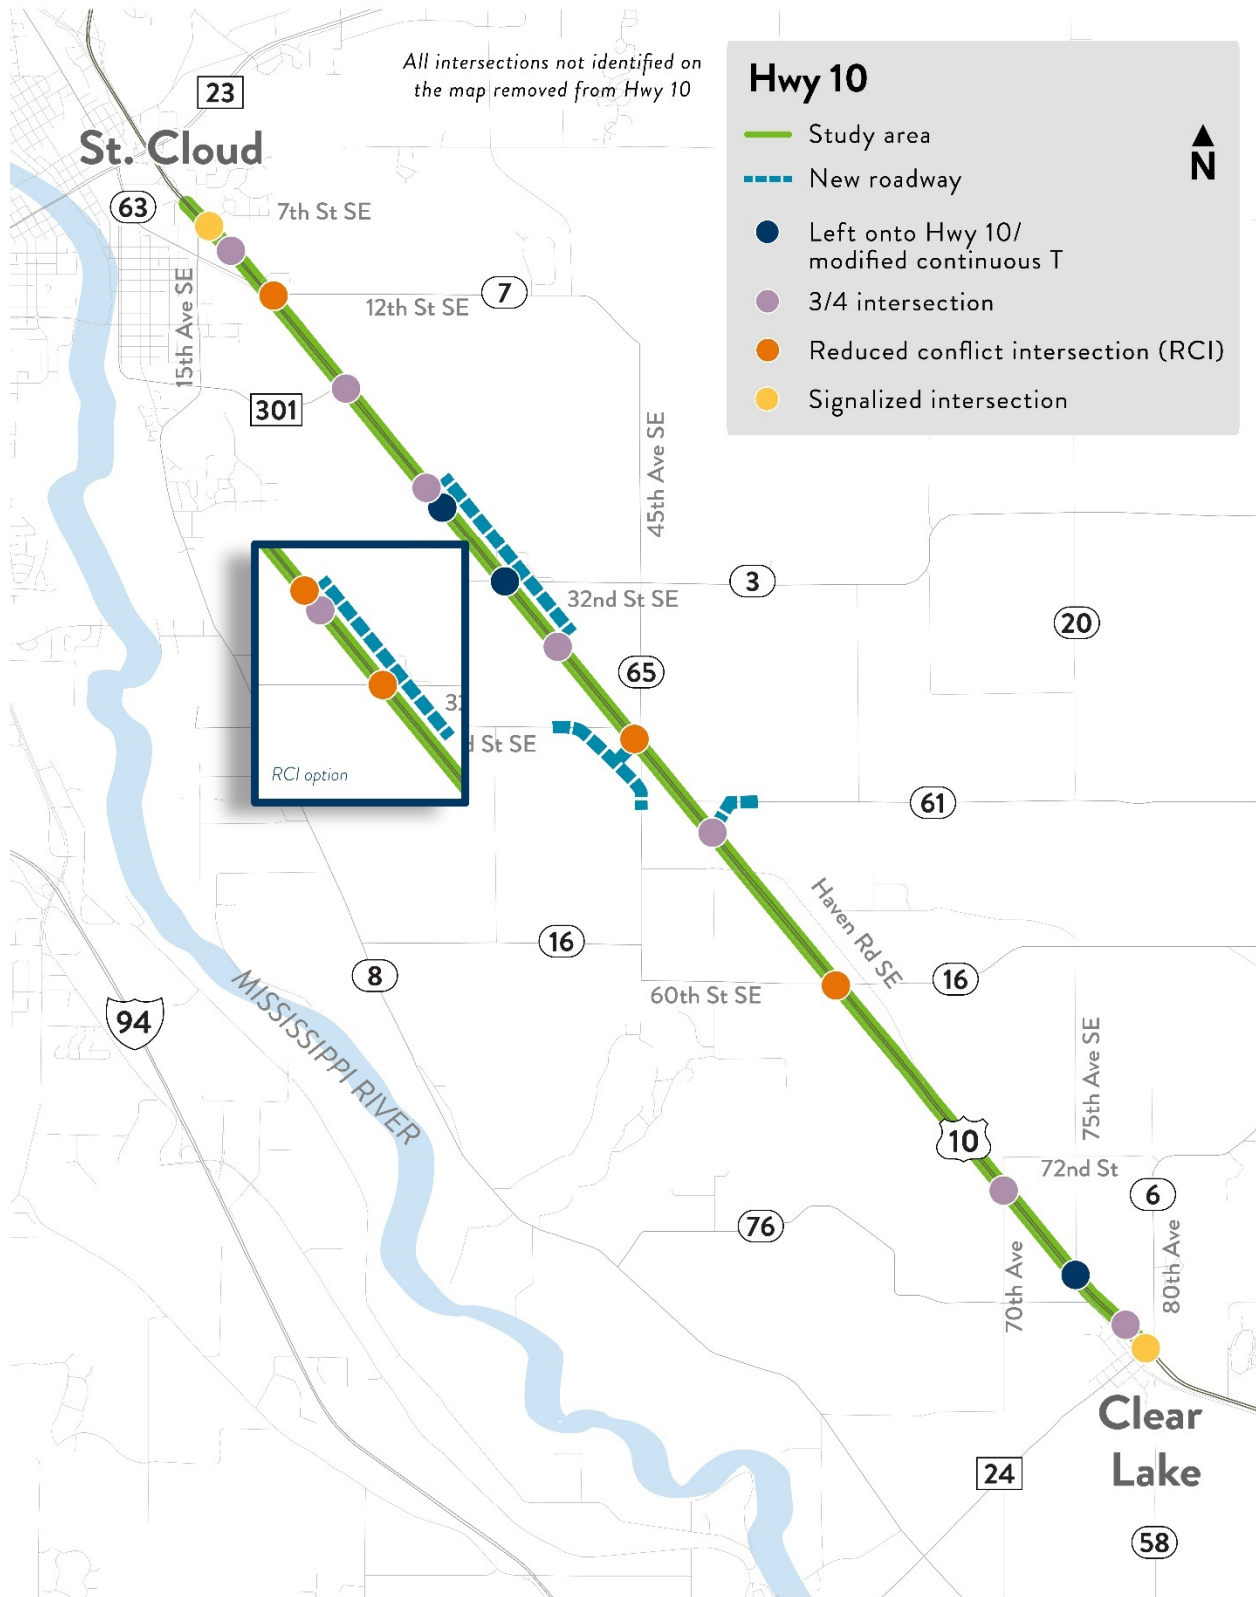 All intersections not identified on
the map removed from Hwy 10
Hwy 10
Study area
New roadway
Left onto Hwy 10/
modified continuous T
3/4 intersection
Reduced conflict intersection (RCI)
Signalized intersection
N
23
St. Cloud
63
7th St SE
15th Ave SE
12th St SE
7
301
45th Ave SE
3
32nd St SE
20
65
RCI option
d St SE
61
Haven Rd SE
16
8
60th St SE
16
94
MISSISSIPPI RIVER
75th Ave SE
10
72nd St
6
76
70th Ave
80th Ave
Clear
Lake
24
58